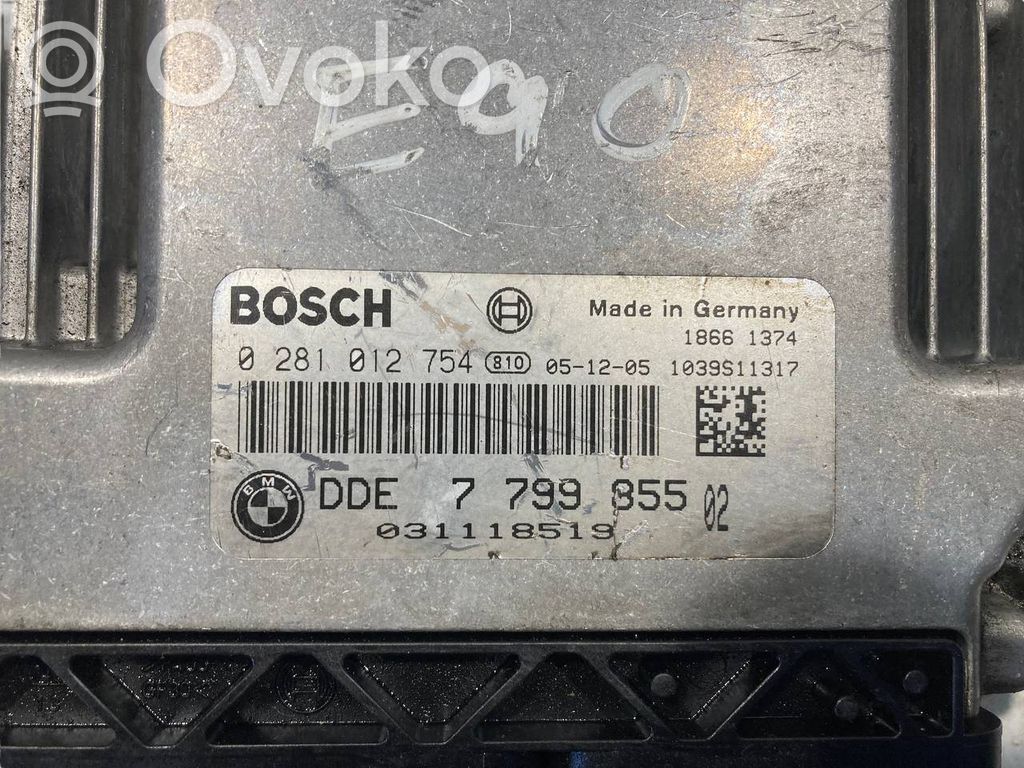 Ovoko
E90
BOSCH Made in Germany
1866 1374
0 281 012 754 810 05-12-05 1039S11317
BMW DDE 7 799 855 02
031118519